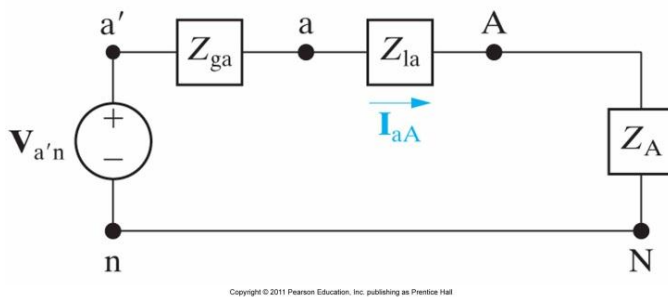 a′ a A
Z_ga Z_la
I_aA
+
V_a′n
−
Z_A
n N
Copyright © 2011 Pearson Education, Inc. publishing as Prentice Hall